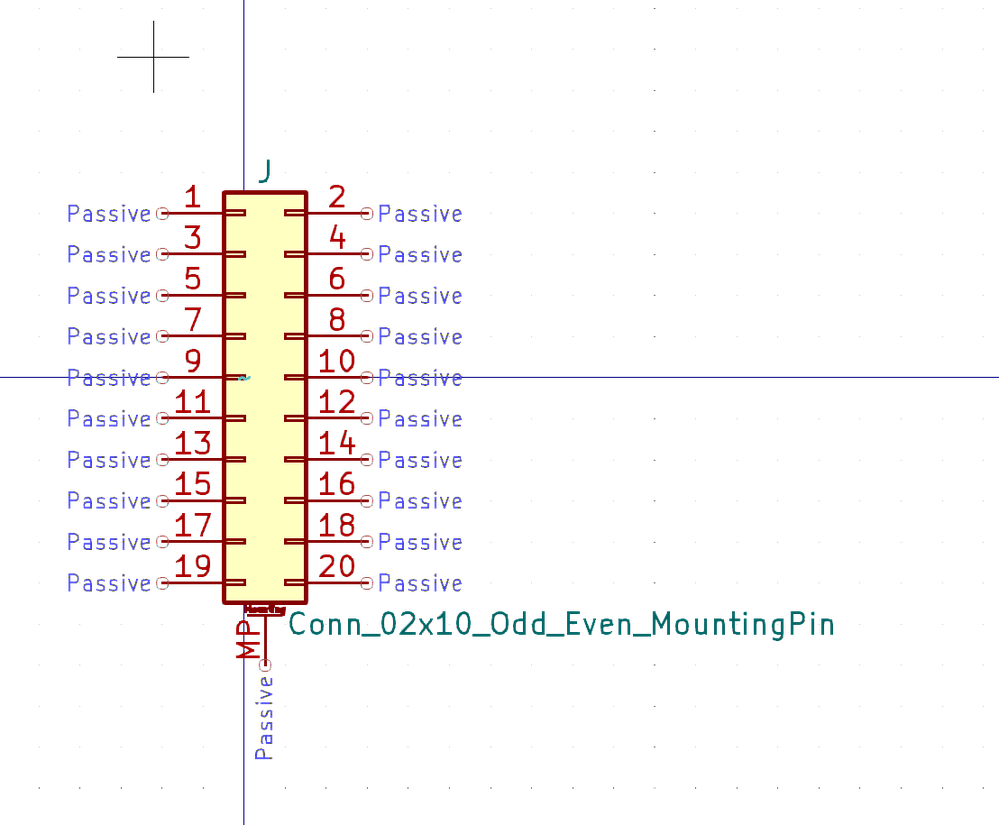 J
Passive 1 2 Passive
Passive 3 4 Passive
Passive 5 6 Passive
Passive 7 8 Passive
Passive 9 10 Passive
Passive 11 12 Passive
Passive 13 14 Passive
Passive 15 16 Passive
Passive 17 18 Passive
Passive 19 20 Passive
Mounting
MP
Conn_02x10_Odd_Even_MountingPin
Passive